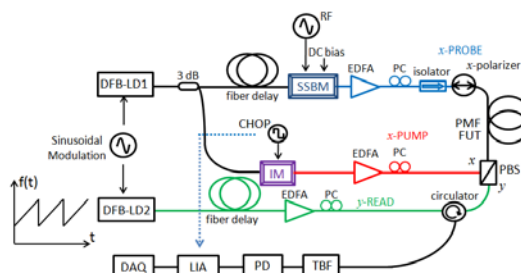 RF
DC bias
EDFA
PC
isolator
x-PROBE
x-polarizer
DFB-LD1
3 dB
fiber delay
SSBM
Sinusoidal
Modulation
CHOP
IM
EDFA
x-PUMP
PC
PMF
FUT
x
PBS
y
f(t)
t
DFB-LD2
fiber delay
EDFA
PC
y-READ
circulator
DAQ
LIA
PD
TBF